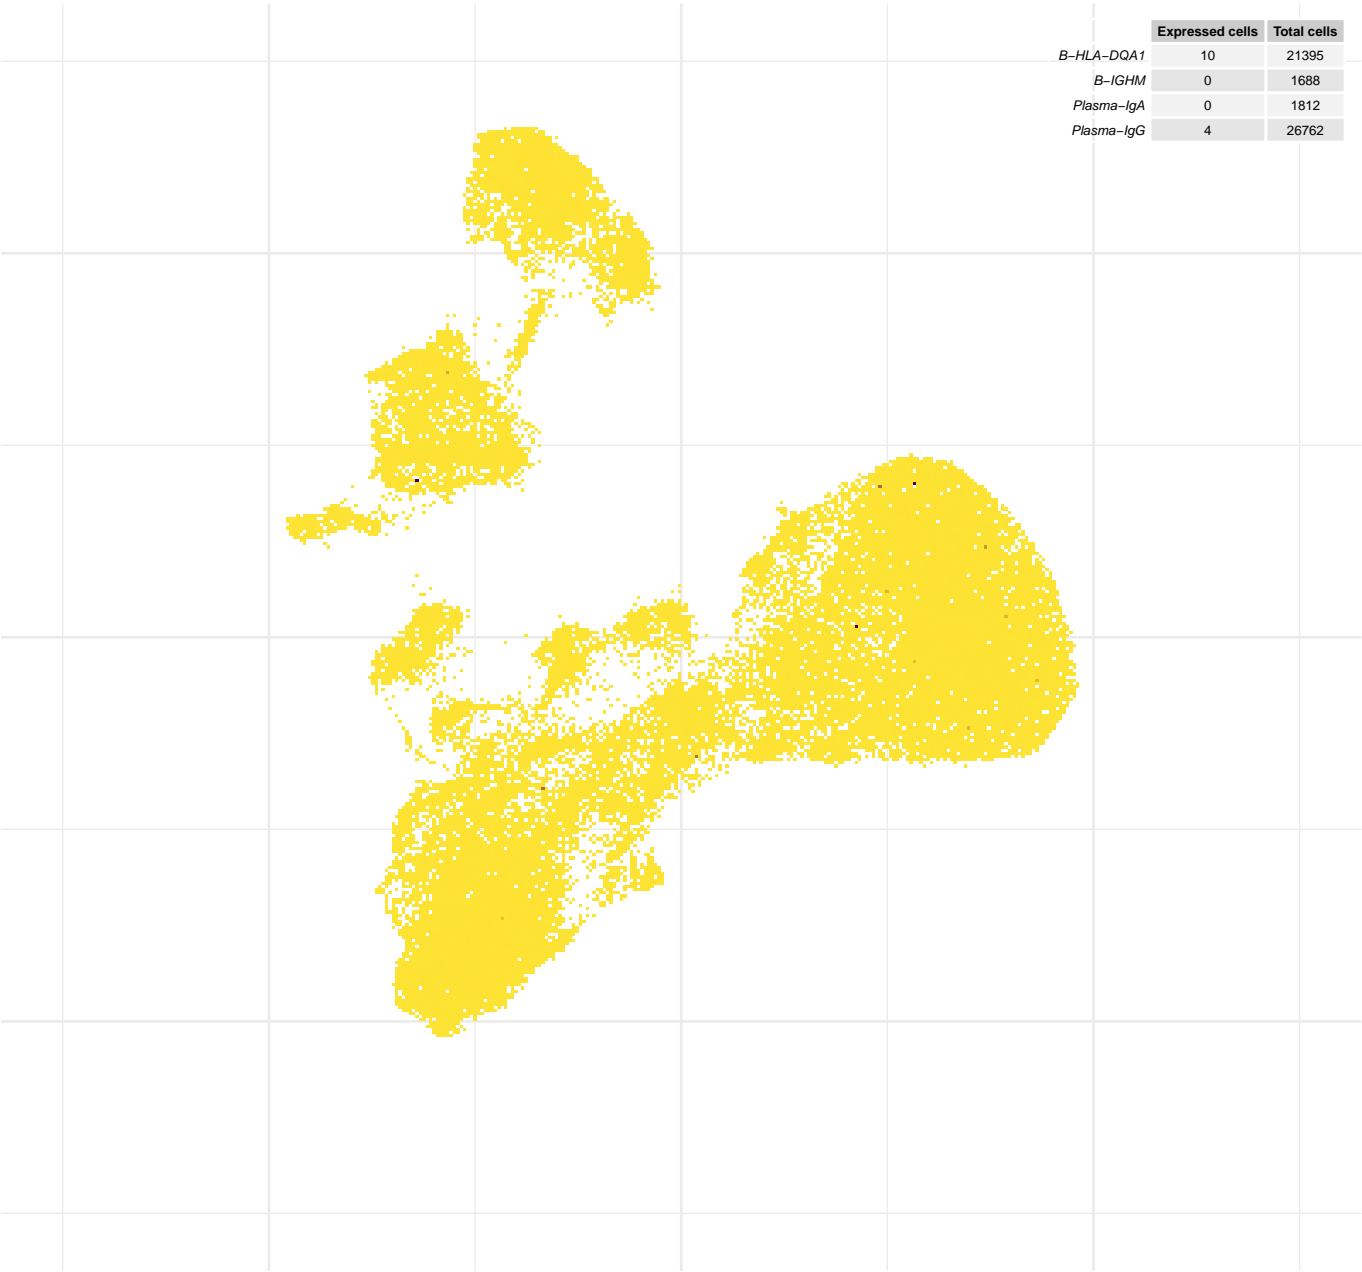 Expressed cells Total cells
B−HLA−DQA1 10 21395
B−IGHM 0 1688
Plasma−IgA 0 1812
Plasma−IgG 4 26762